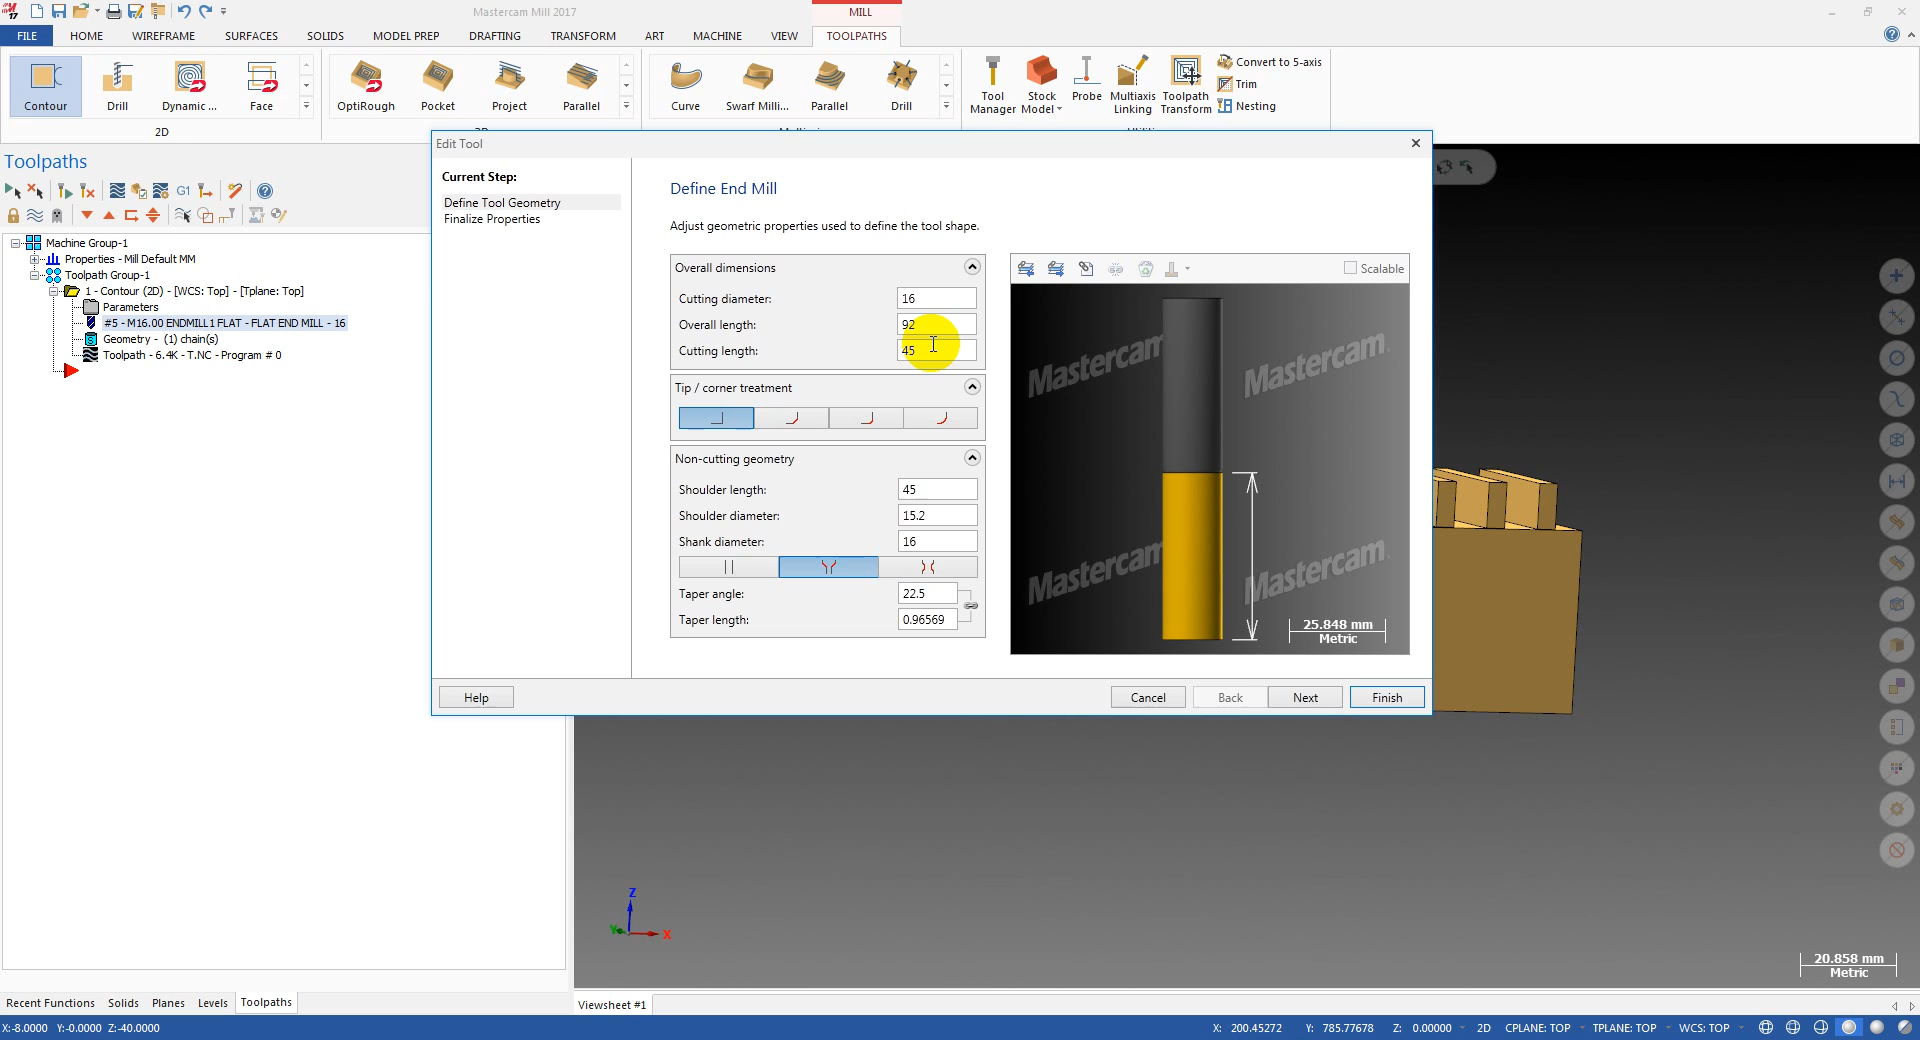 17
Mastercam Mill 2017
MILL
FILE
HOME
WIREFRAME
SURFACES
SOLIDS
MODEL PREP
DRAFTING
TRANSFORM
ART
MACHINE
VIEW
TOOLPATHS
Contour
Drill
Dynamic ...
Face
2D
OptiRough
Pocket
Project
Parallel
Curve
Swarf Milli...
Parallel
Drill
Tool
Manager
Stock
Model
Probe
Multiaxis
Linking
Toolpath
Transform
Convert to 5-axis
Trim
Nesting
Toolpaths
G1
Machine Group-1
Properties - Mill Default MM
Toolpath Group-1
1 - Contour (2D) - [WCS: Top] - [Tplane: Top]
Parameters
#5 - M16.00 ENDMILL1 FLAT - FLAT END MILL - 16
Geometry - (1) chain(s)
Toolpath - 6.4K - T.NC - Program # 0
Edit Tool
Current Step:
Define Tool Geometry
Finalize Properties
Define End Mill
Adjust geometric properties used to define the tool shape.
Overall dimensions
Cutting diameter: 16
Overall length: 92
Cutting length: 45
Tip / corner treatment
Non-cutting geometry
Shoulder length: 45
Shoulder diameter: 15.2
Shank diameter: 16
Taper angle: 22.5
Taper length: 0.96569
Scalable
Mastercam
Mastercam
Mastercam
Mastercam
25.848 mm
Metric
Help
Cancel
Back
Next
Finish
Z
Y
X
20.858 mm
Metric
Recent Functions
Solids
Planes
Levels
Toolpaths
Viewsheet #1
X:-8.0000 Y:-0.0000 Z:-40.0000
X: 200.45272 Y: 785.77678 Z: 0.00000 2D CPLANE: TOP TPLANE: TOP WCS: TOP